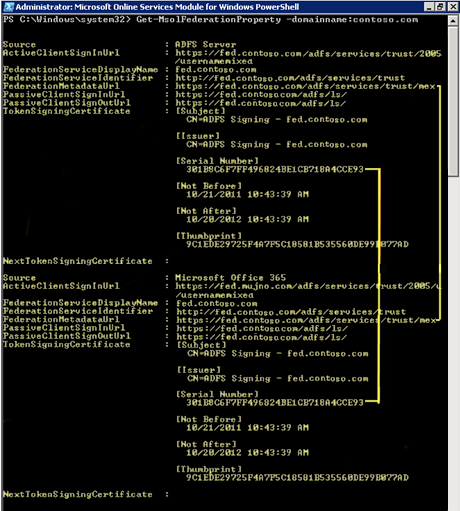 Administrator: Microsoft Online Services Module for Windows PowerShell
PS C:\Windows\system32> Get-MsolFederationProperty -domainname:contoso.com
Source : ADFS Server
ActiveClientSignInUrl : https://fed.contoso.com/adfs/services/trust/2005
/usernamemixed
FederationServiceDisplayName : fed.contoso.com
FederationServiceIdentifier : http://fed.contoso.com/adfs/services/trust
FederationMetadataUrl : https://fed.contoso.com/adfs/services/trust/mex
PassiveClientSignInUrl : https://fed.contoso.com/adfs/ls/
PassiveClientSignOutUrl : https://fed.contoso.com/adfs/ls/
TokenSigningCertificate : [Subject]
CN=ADFS Signing - fed.contoso.com
[Issuer]
CN=ADFS Signing - fed.contoso.com
[Serial Number]
301B8C6F7FF496824BE1CB718A4CCE93
[Not Before]
10/21/2011 10:43:39 AM
[Not After]
10/20/2012 10:43:39 AM
[Thumbprint]
9C1EDE29725F4A7F5C18581B535560DE99B077AD
NextTokenSigningCertificate :
Source : Microsoft Office 365
ActiveClientSignInUrl : https://fed.mujno.com/adfs/services/trust/2005/u
/usernamemixed
FederationServiceDisplayName : fed.contoso.com
FederationServiceIdentifier : http://fed.contoso.com/adfs/services/trust
FederationMetadataUrl : https://fed.contoso.com/adfs/services/trust/mex
PassiveClientSignInUrl : https://fed.contoso.com/adfs/ls/
PassiveClientSignOutUrl : https://fed.contoso.com/adfs/ls/
TokenSigningCertificate : [Subject]
CN=ADFS Signing - fed.contoso.com
[Issuer]
CN=ADFS Signing - fed.contoso.com
[Serial Number]
301B8C6F7FF496824BE1CB718A4CCE93
[Not Before]
10/21/2011 10:43:39 AM
[Not After]
10/20/2012 10:43:39 AM
[Thumbprint]
9C1EDE29725F4A7F5C18581B535560DE99B077AD
NextTokenSigningCertificate :